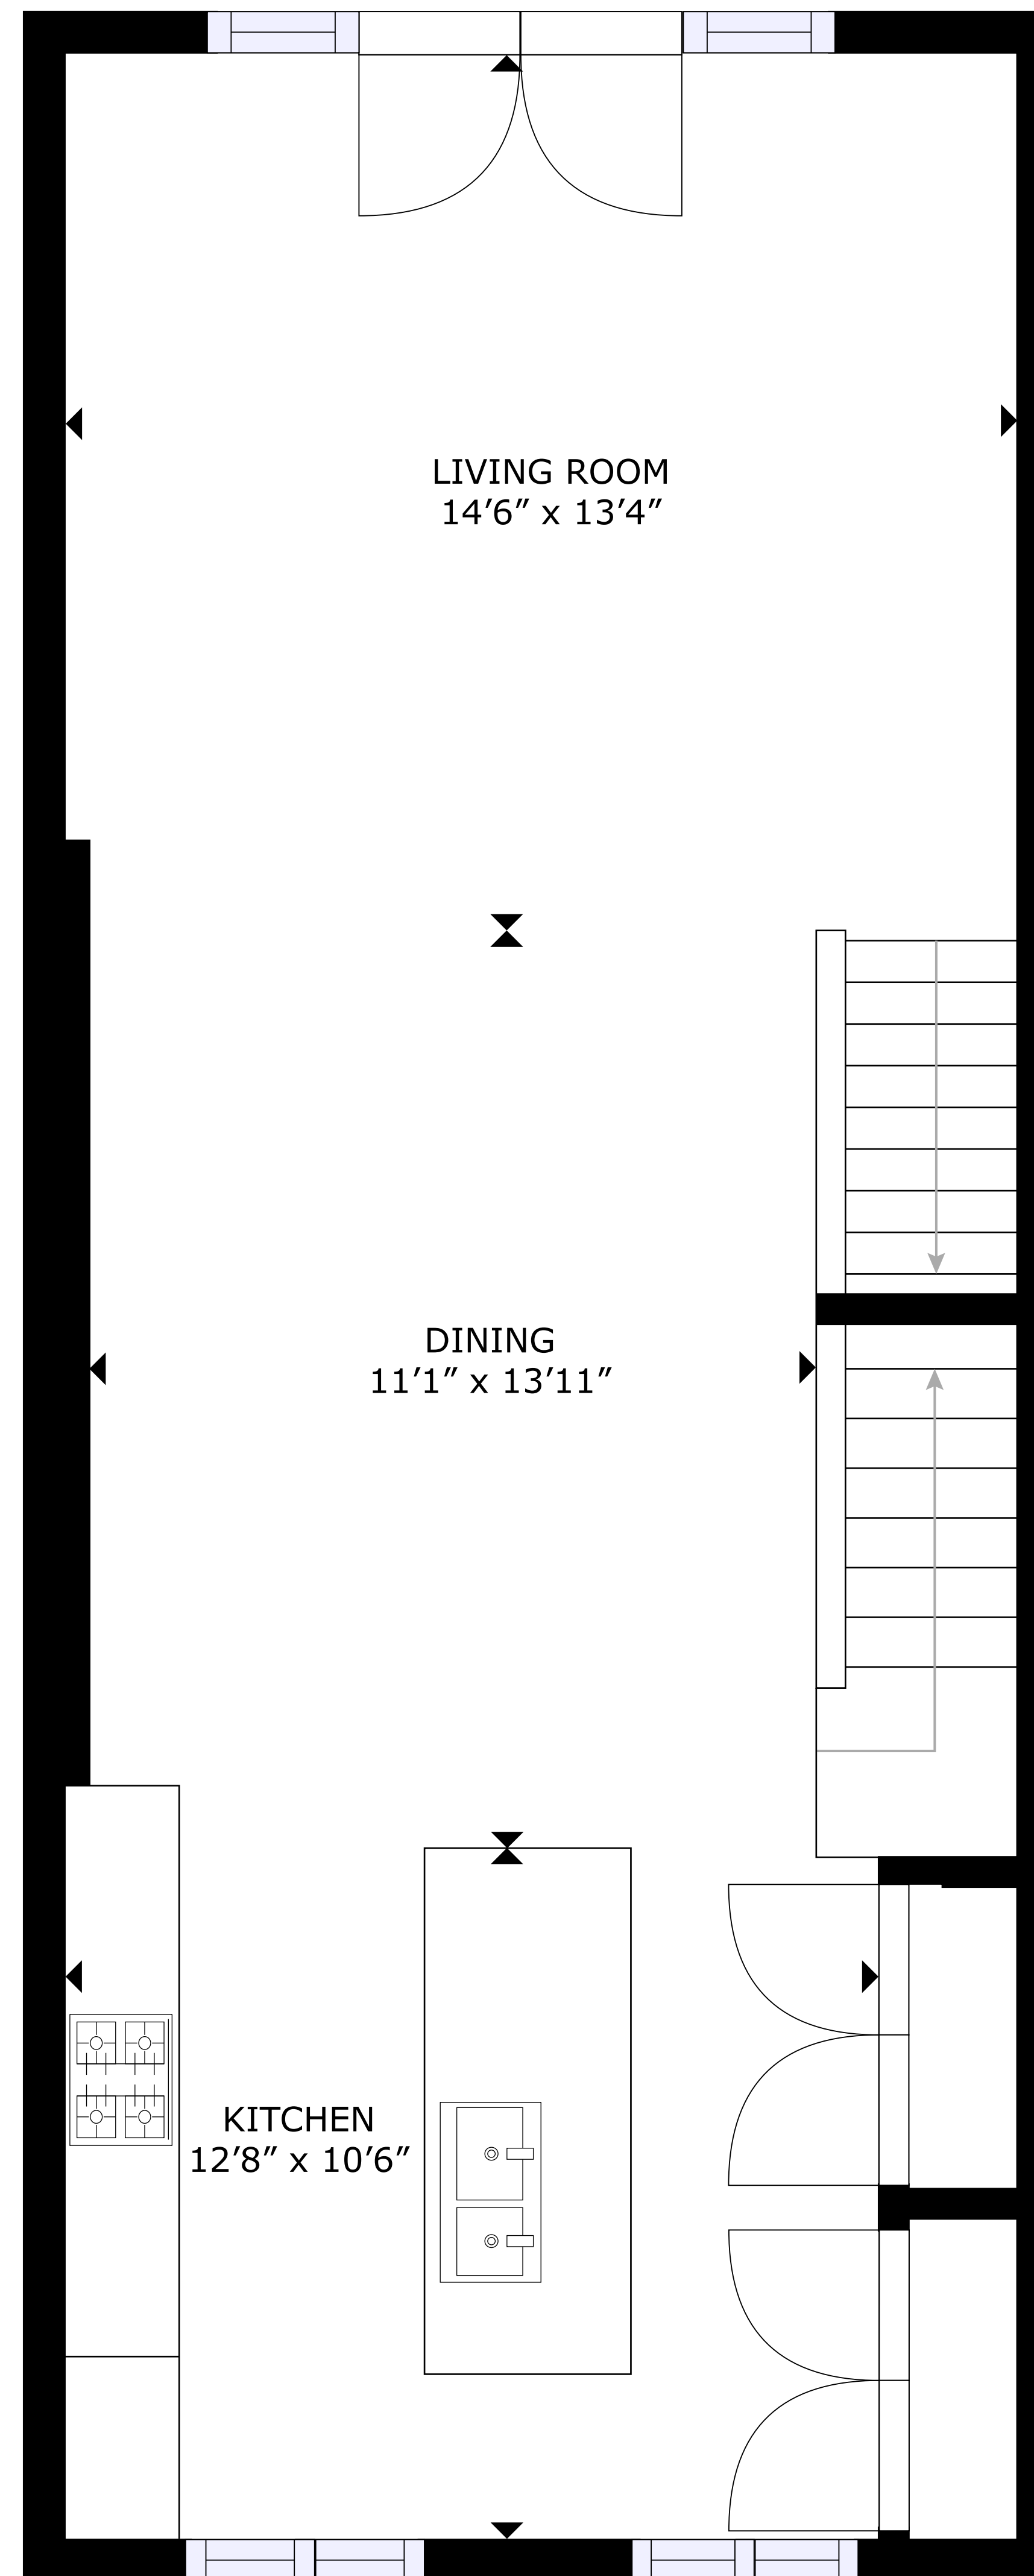 LIVING ROOM
14′6″ x 13′4″
DINING
11′1″ x 13′11″
KITCHEN
12′8″ x 10′6″